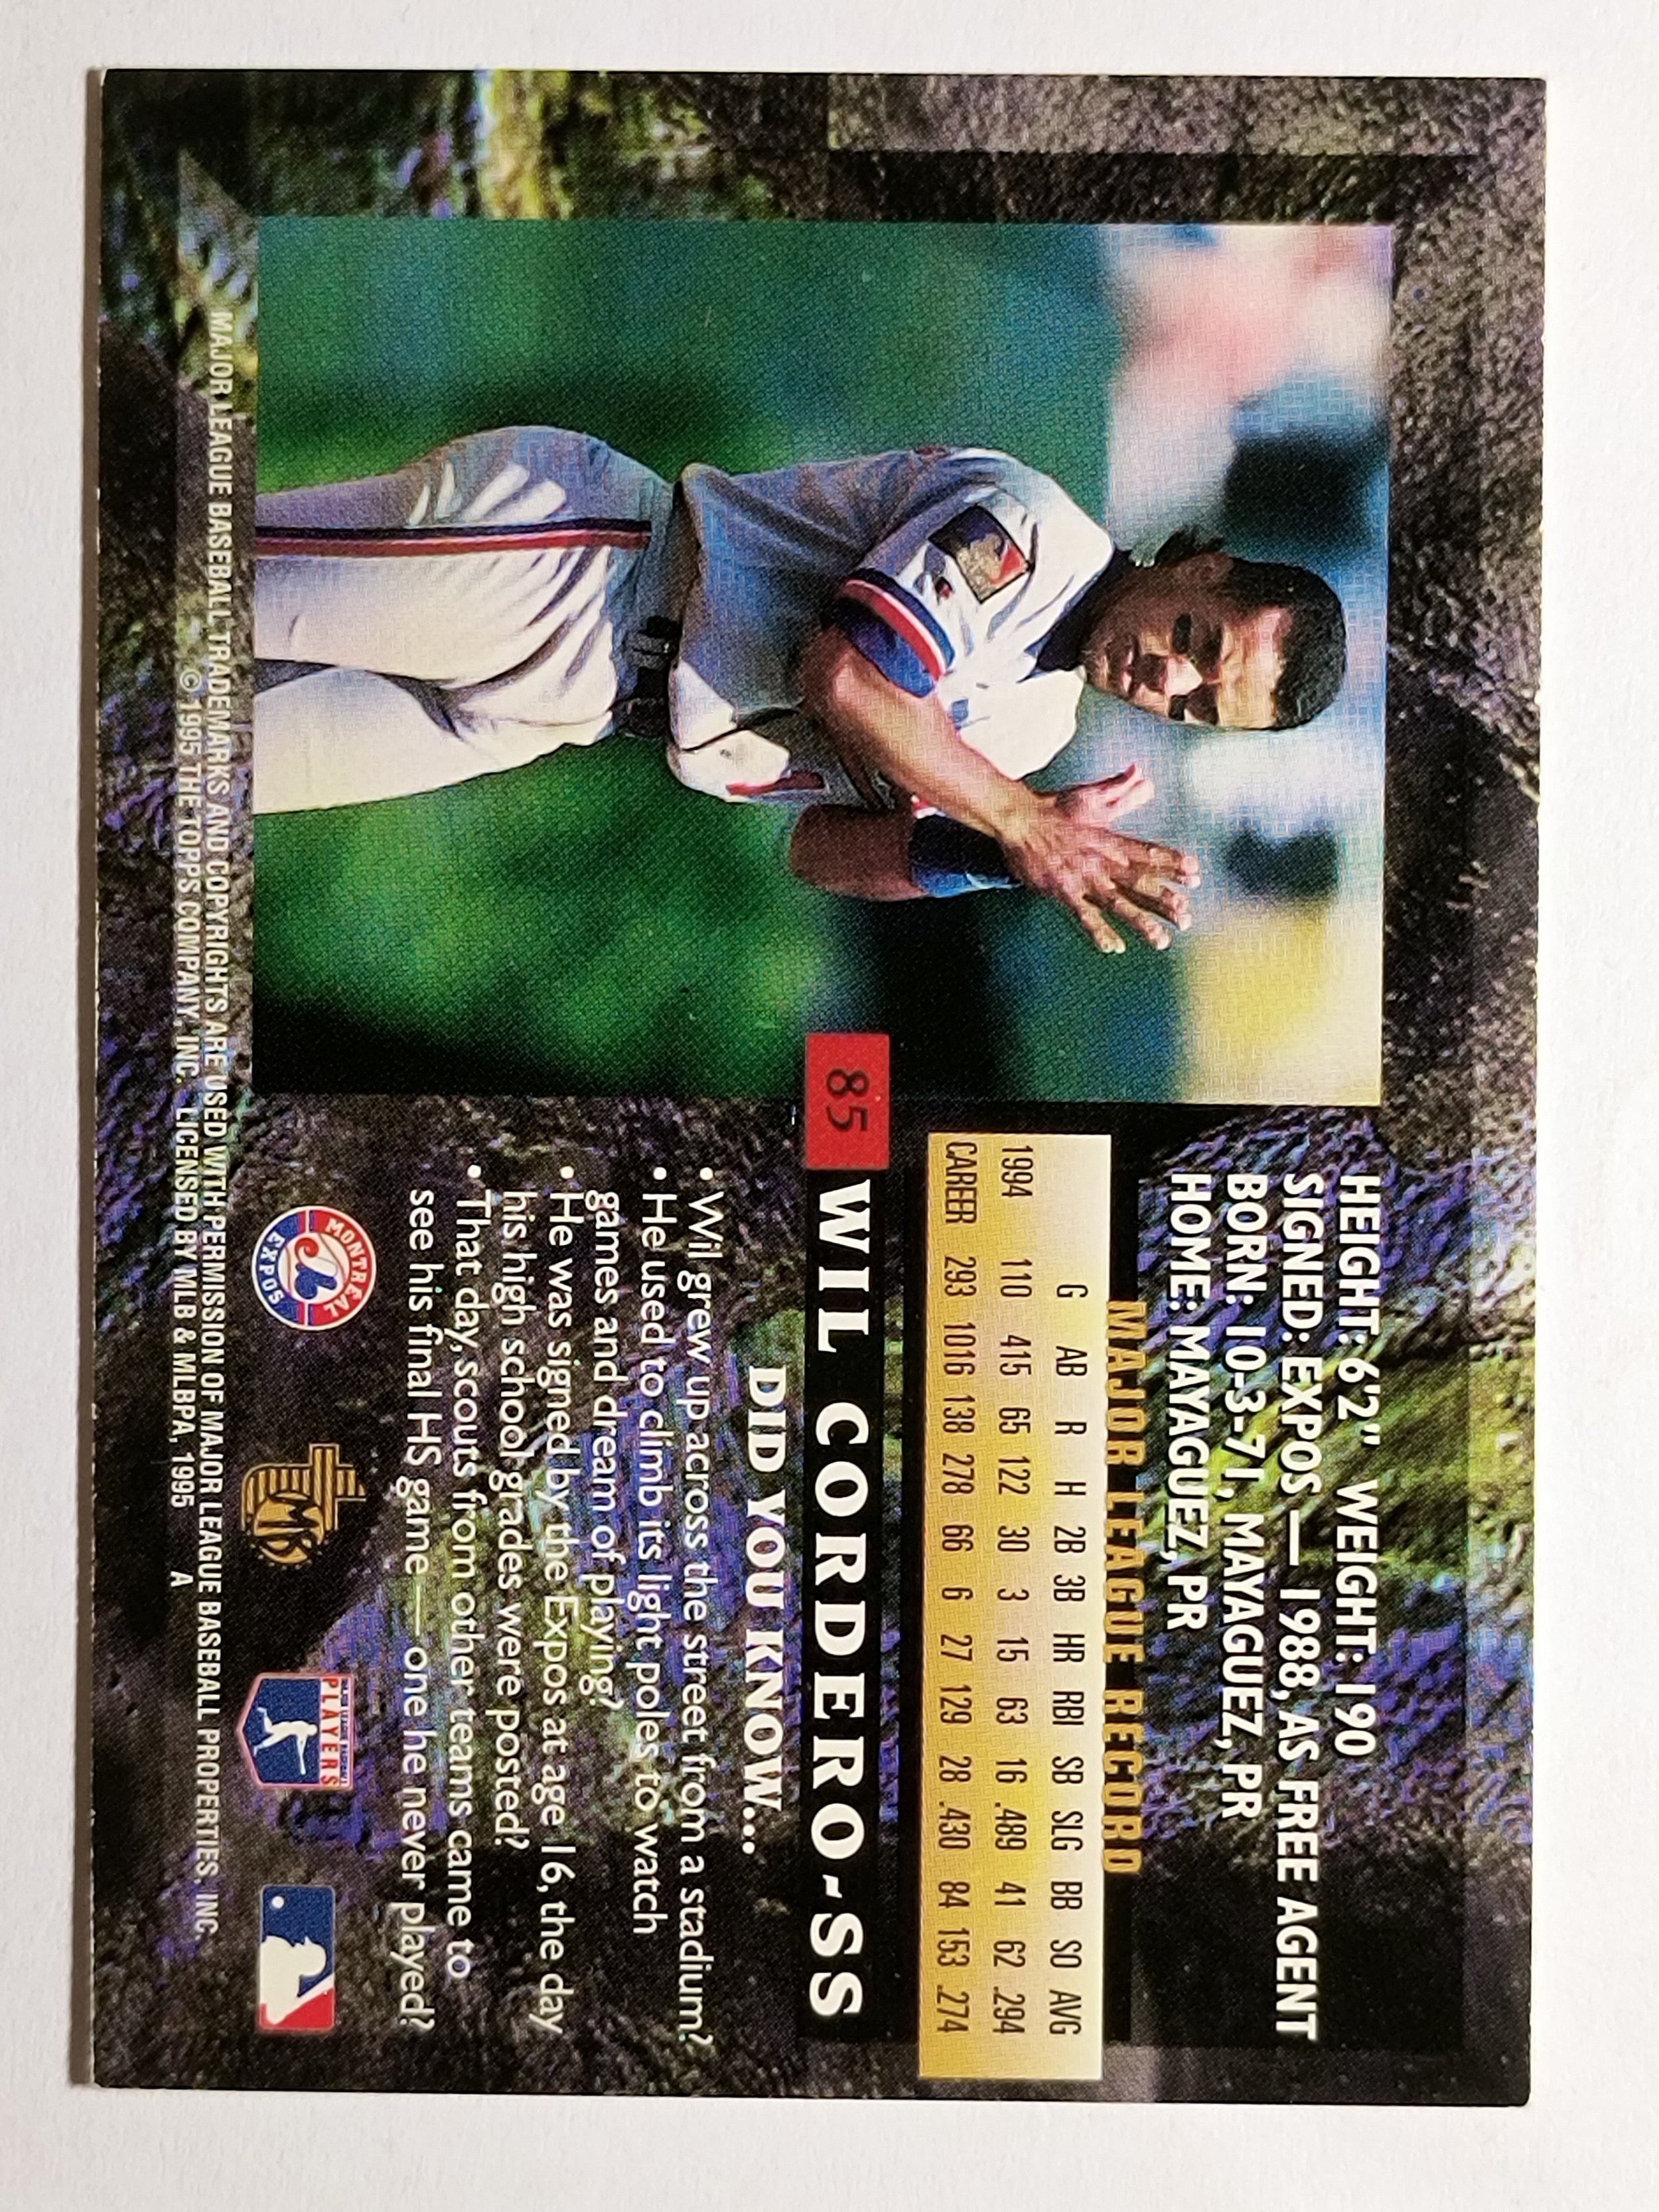 HEIGHT: 6'2" WEIGHT: 190
SIGNED: EXPOS — 1988, AS FREE AGENT
BORN: 10-3-71, MAYAGUEZ, PR
HOME: MAYAGUEZ, PR
MAJOR LEAGUE RECORD
G AB R H 2B 3B HR RBI SB SLG BB SO AVG
1994 110 415 65 122 30 3 15 63 16 .489 41 62 .294
CAREER 293 1016 138 278 66 6 27 129 28 .430 84 153 .274
85 WIL CORDERO-SS
DID YOU KNOW...
• Wil grew up across the street from a stadium?
• He used to climb its light poles to watch
games and dream of playing?
• He was signed by the Expos at age 16, the day
his high school grades were posted?
• That day, scouts from other teams came to
see his final HS game — one he never played?
MONTREAL
EXPOS
MB
MAJOR LEAGUE BASEBALL
PLAYERS
MAJOR LEAGUE BASEBALL TRADEMARKS AND COPYRIGHTS ARE USED WITH PERMISSION OF MAJOR LEAGUE BASEBALL PROPERTIES, INC.
© 1995 THE TOPPS COMPANY, INC. LICENSED BY MLB & MLBPA, 1995 A